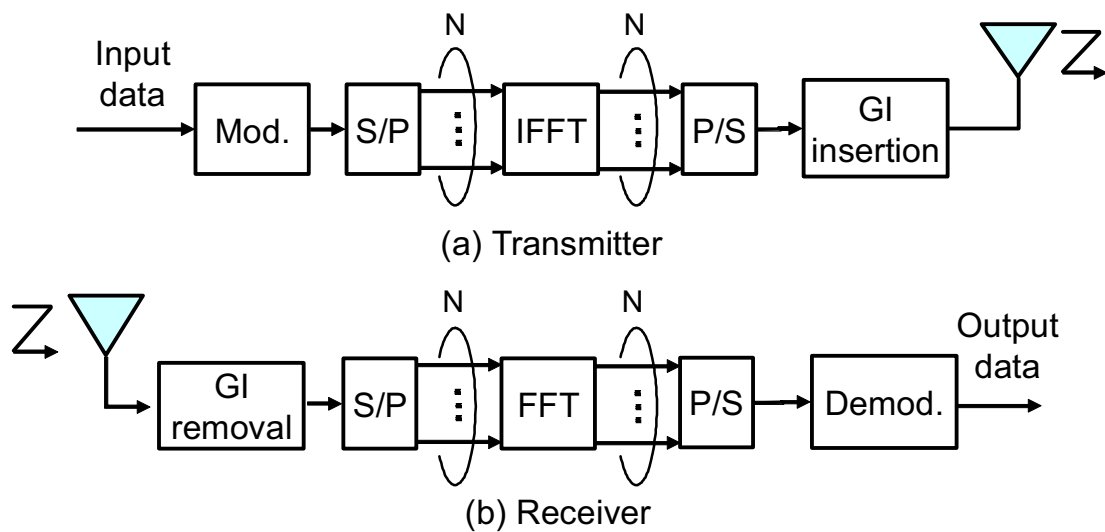 N
N
Input
data
Mod.
S/P
IFFT
P/S
GI
insertion
(a) Transmitter
N
N
Output
data
GI
removal
S/P
FFT
P/S
Demod.
(b) Receiver